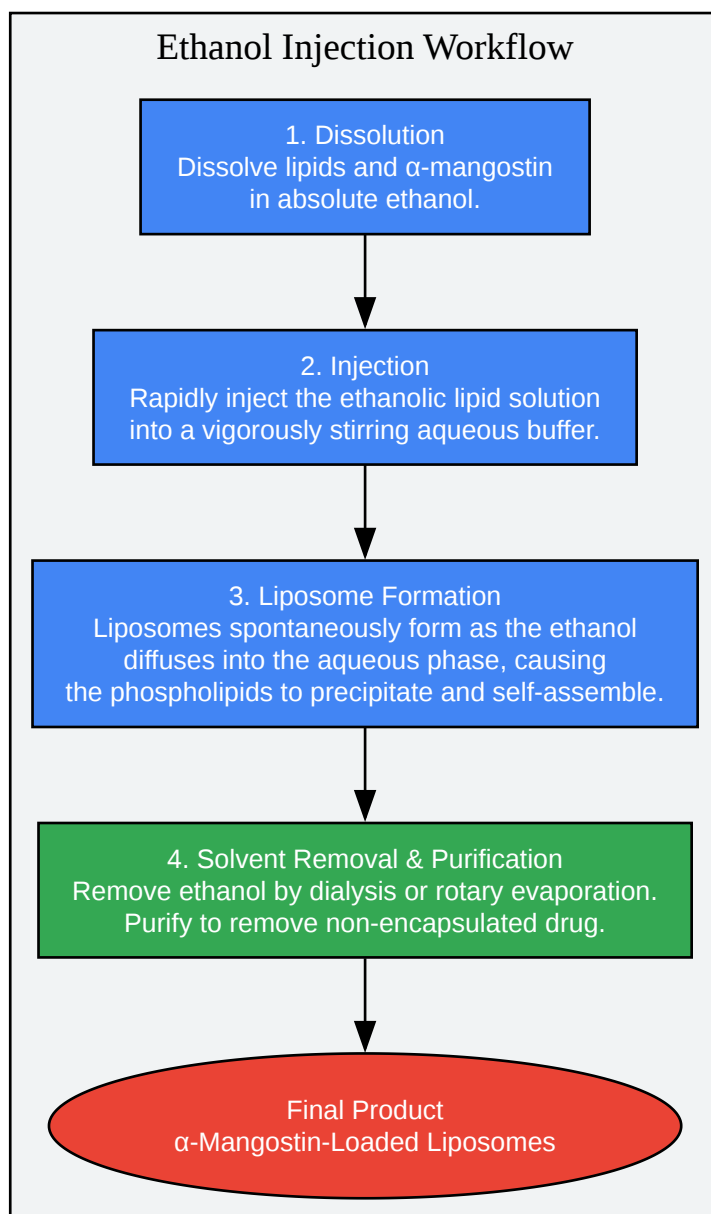 Ethanol Injection Workflow
1. Dissolution
Dissolve lipids and α-mangostin
in absolute ethanol.
2. Injection
Rapidly inject the ethanolic lipid solution
into a vigorously stirring aqueous buffer.
3. Liposome Formation
Liposomes spontaneously form as the ethanol
diffuses into the aqueous phase, causing
the phospholipids to precipitate and self-assemble.
4. Solvent Removal & Purification
Remove ethanol by dialysis or rotary evaporation.
Purify to remove non-encapsulated drug.
Final Product
α-Mangostin-Loaded Liposomes